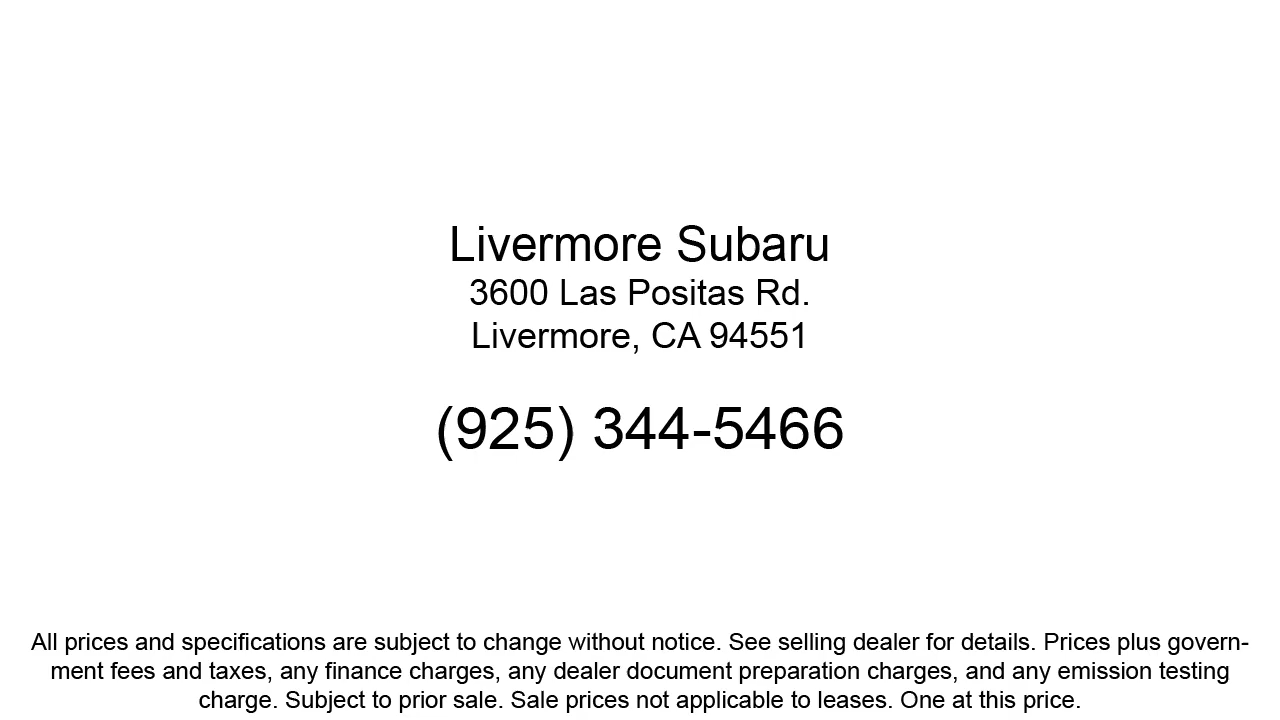 Livermore Subaru
3600 Las Positas Rd.
Livermore, CA 94551
(925) 344-5466
All prices and specifications are subject to change without notice. See selling dealer for details. Prices plus govern-
ment fees and taxes, any finance charges, any dealer document preparation charges, and any emission testing
charge. Subject to prior sale. Sale prices not applicable to leases. One at this price.